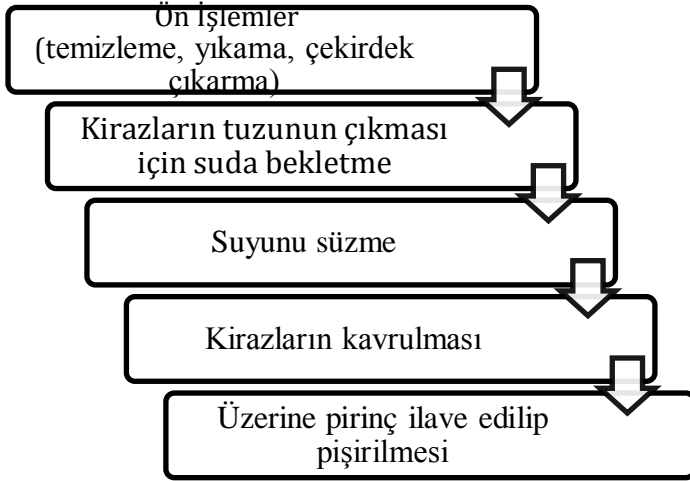 Ön İşlemler
(temizleme, yıkama, çekirdek
çıkarma)
Kirazların tuzunun çıkması
için suda bekletme
Suyunu süzme
Kirazların kavrulması
Üzerine pirinç ilave edilip
pişirilmesi